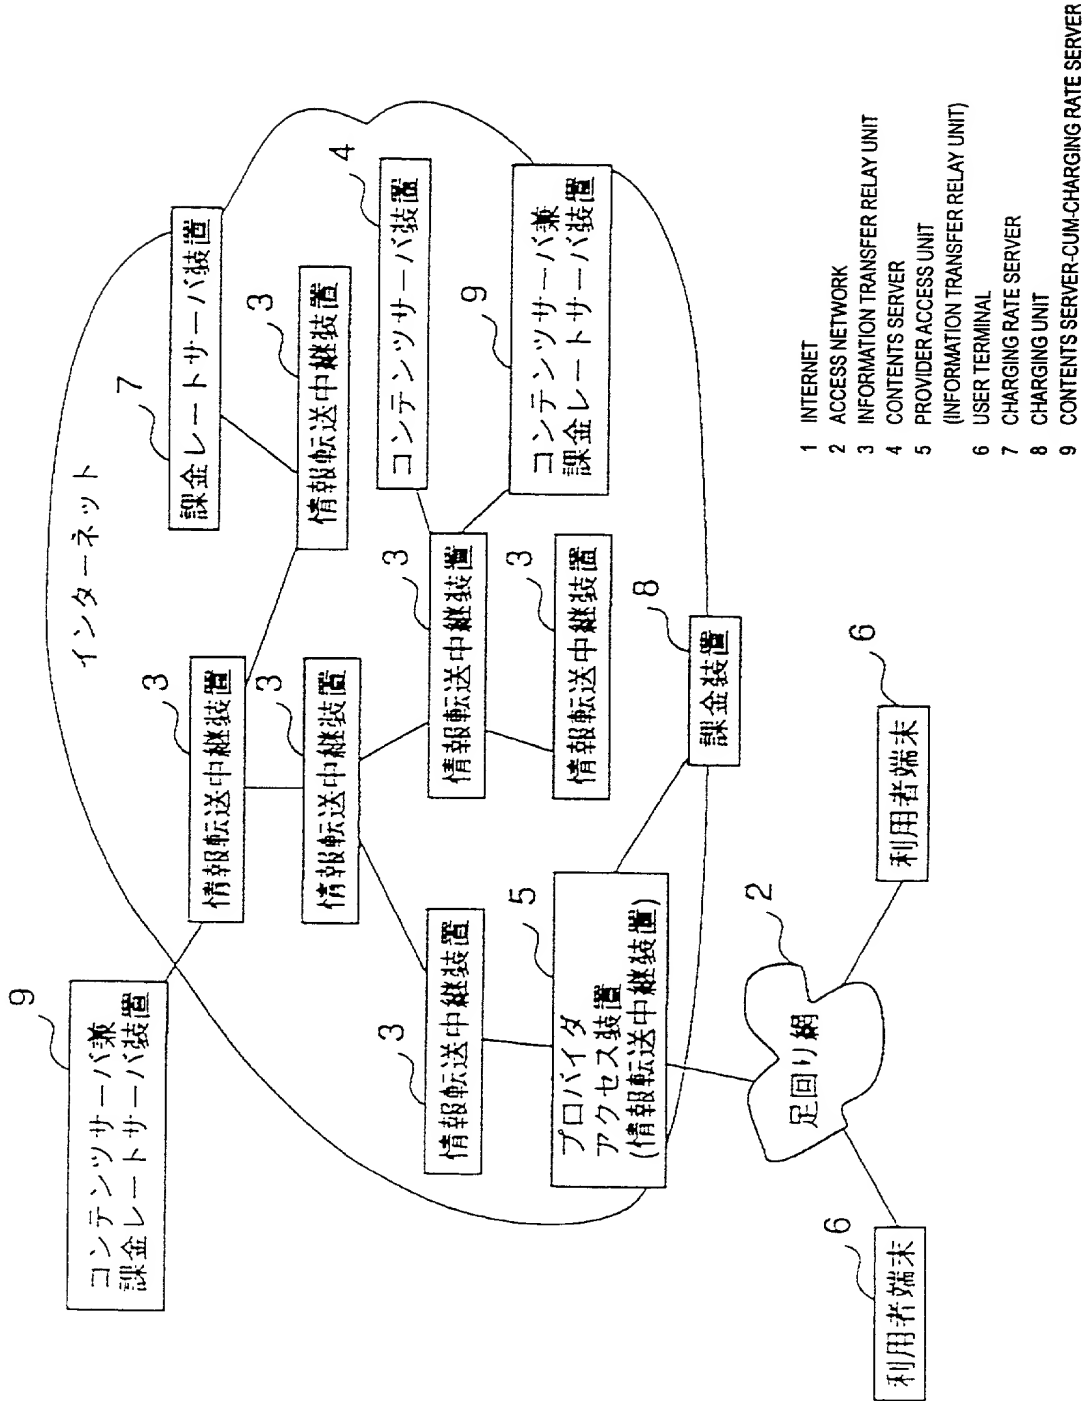 9
コンテンツサーバ兼
課金レートサーバ装置
インターネット
3
情報転送中継装置
7
課金レートサーバ装置
3
情報転送中継装置
3
情報転送中継装置
4
コンテンツサーバ装置
3
情報転送中継装置
3
情報転送中継装置
9
コンテンツサーバ兼
課金レートサーバ装置
5
プロバイダ
アクセス装置
(情報転送中継装置)
3
情報転送中継装置
8
課金装置
2
足回り網
6
利用者端末
6
利用者端末
1 INTERNET
2 ACCESS NETWORK
3 INFORMATION TRANSFER RELAY UNIT
4 CONTENTS SERVER
5 PROVIDER ACCESS UNIT
(INFORMATION TRANSFER RELAY UNIT)
6 USER TERMINAL
7 CHARGING RATE SERVER
8 CHARGING UNIT
9 CONTENTS SERVER-CUM-CHARGING RATE SERVER